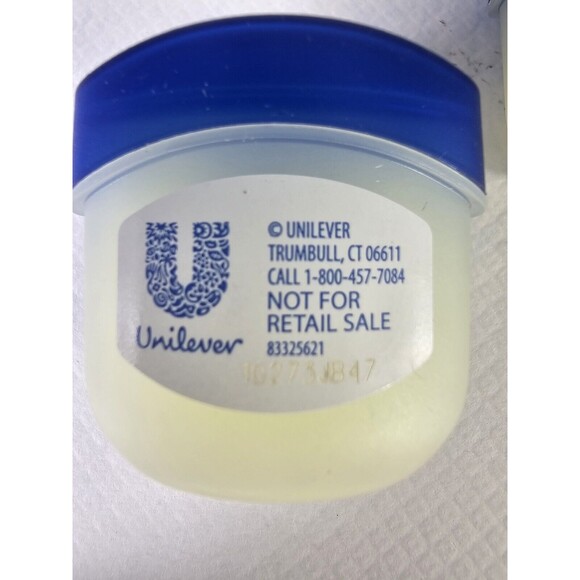 Unilever
© UNILEVER
TRUMBULL, CT 06611
CALL 1-800-457-7084
NOT FOR
RETAIL SALE
83325621